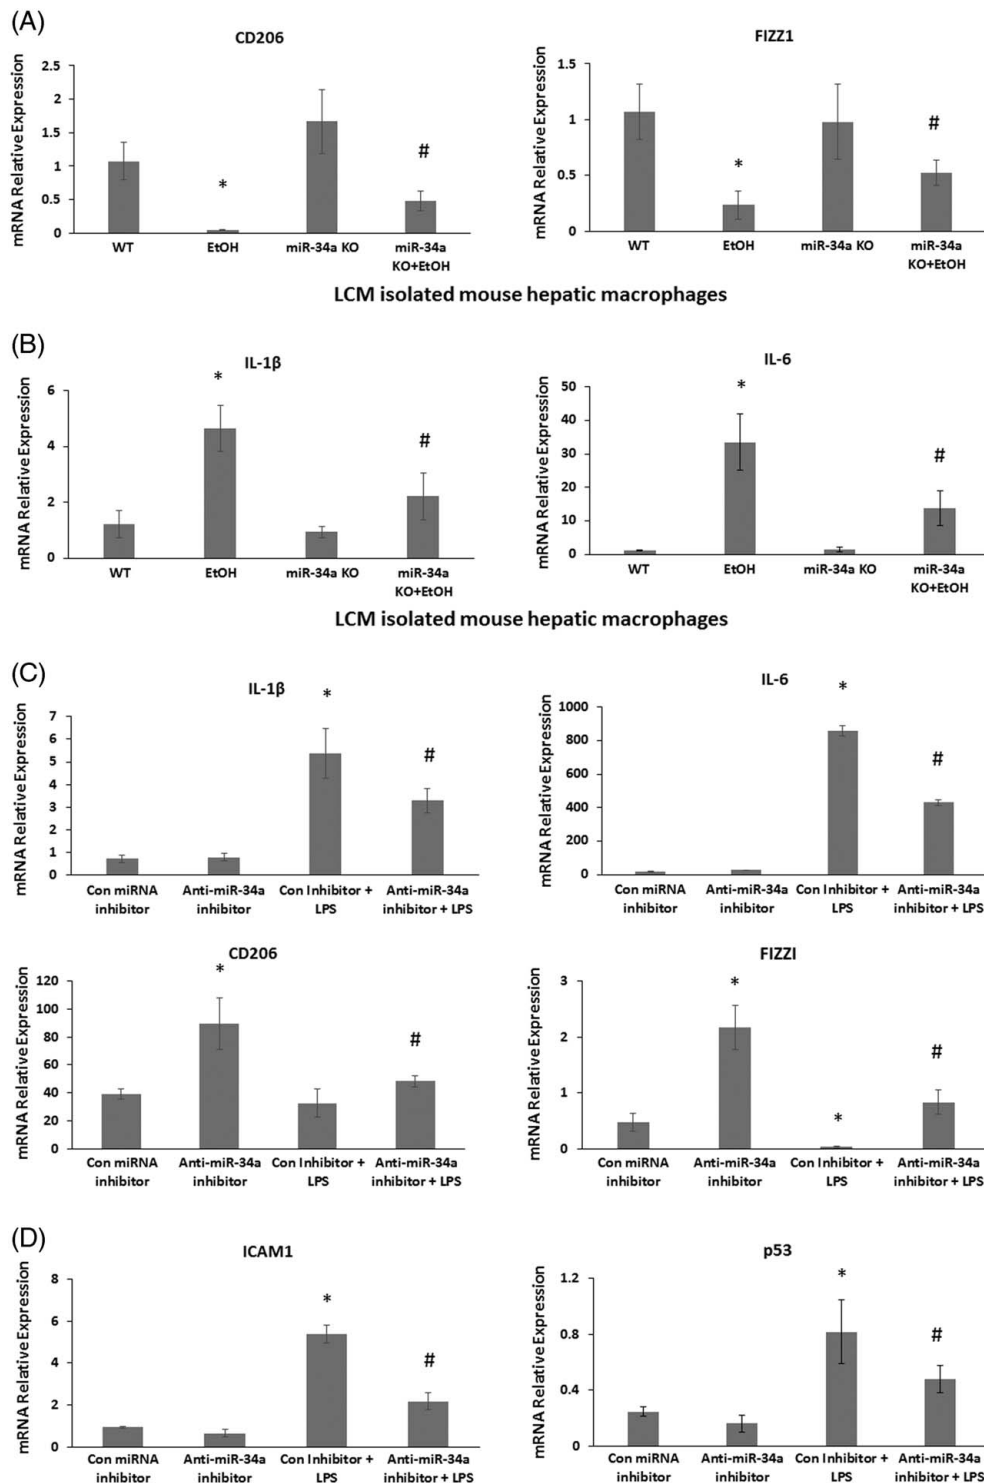 (A)
CD206
mRNA Relative Expression
2.5
2
1.5
1
0.5
0
*
#
WT
EtOH
miR-34a KO
miR-34a
KO+EtOH
FIZZ1
mRNA Relative Expression
1.5
1
0.5
0
*
#
WT
EtOH
miR-34a KO
miR-34a
KO+EtOH
LCM isolated mouse hepatic macrophages
(B)
IL-1β
mRNA Relative Expression
6
4
2
0
*
#
WT
EtOH
miR-34a KO
miR-34a
KO+EtOH
IL-6
mRNA Relative Expression
50
40
30
20
10
0
*
#
WT
EtOH
miR-34a KO
miR-34a
KO+EtOH
LCM isolated mouse hepatic macrophages
(C)
IL-1β
mRNA Relative Expression
7
6
5
4
3
2
1
0
*
#
Con miRNA
inhibitor
Anti-miR-34a
inhibitor
Con Inhibitor +
LPS
Anti-miR-34a
inhibitor + LPS
IL-6
mRNA Relative Expression
1000
800
600
400
200
0
*
#
Con miRNA
inhibitor
Anti-miR-34a
inhibitor
Con Inhibitor +
LPS
Anti-miR-34a
inhibitor + LPS
CD206
mRNA Relative Expression
120
100
80
60
40
20
0
*
#
Con miRNA
inhibitor
Anti-miR-34a
inhibitor
Con Inhibitor +
LPS
Anti-miR-34a
inhibitor + LPS
FIZZI
mRNA Relative Expression
3
2
1
0
*
*
#
Con miRNA
inhibitor
Anti-miR-34a
inhibitor
Con Inhibitor +
LPS
Anti-miR-34a
inhibitor + LPS
(D)
ICAM1
mRNA Relative Expression
8
6
4
2
0
*
#
Con miRNA
inhibitor
Anti-miR-34a
inhibitor
Con Inhibitor +
LPS
Anti-miR-34a
inhibitor + LPS
p53
mRNA Relative Expression
1.2
0.8
0.4
0
*
#
Con miRNA
inhibitor
Anti-miR-34a
inhibitor
Con Inhibitor +
LPS
Anti-miR-34a
inhibitor + LPS